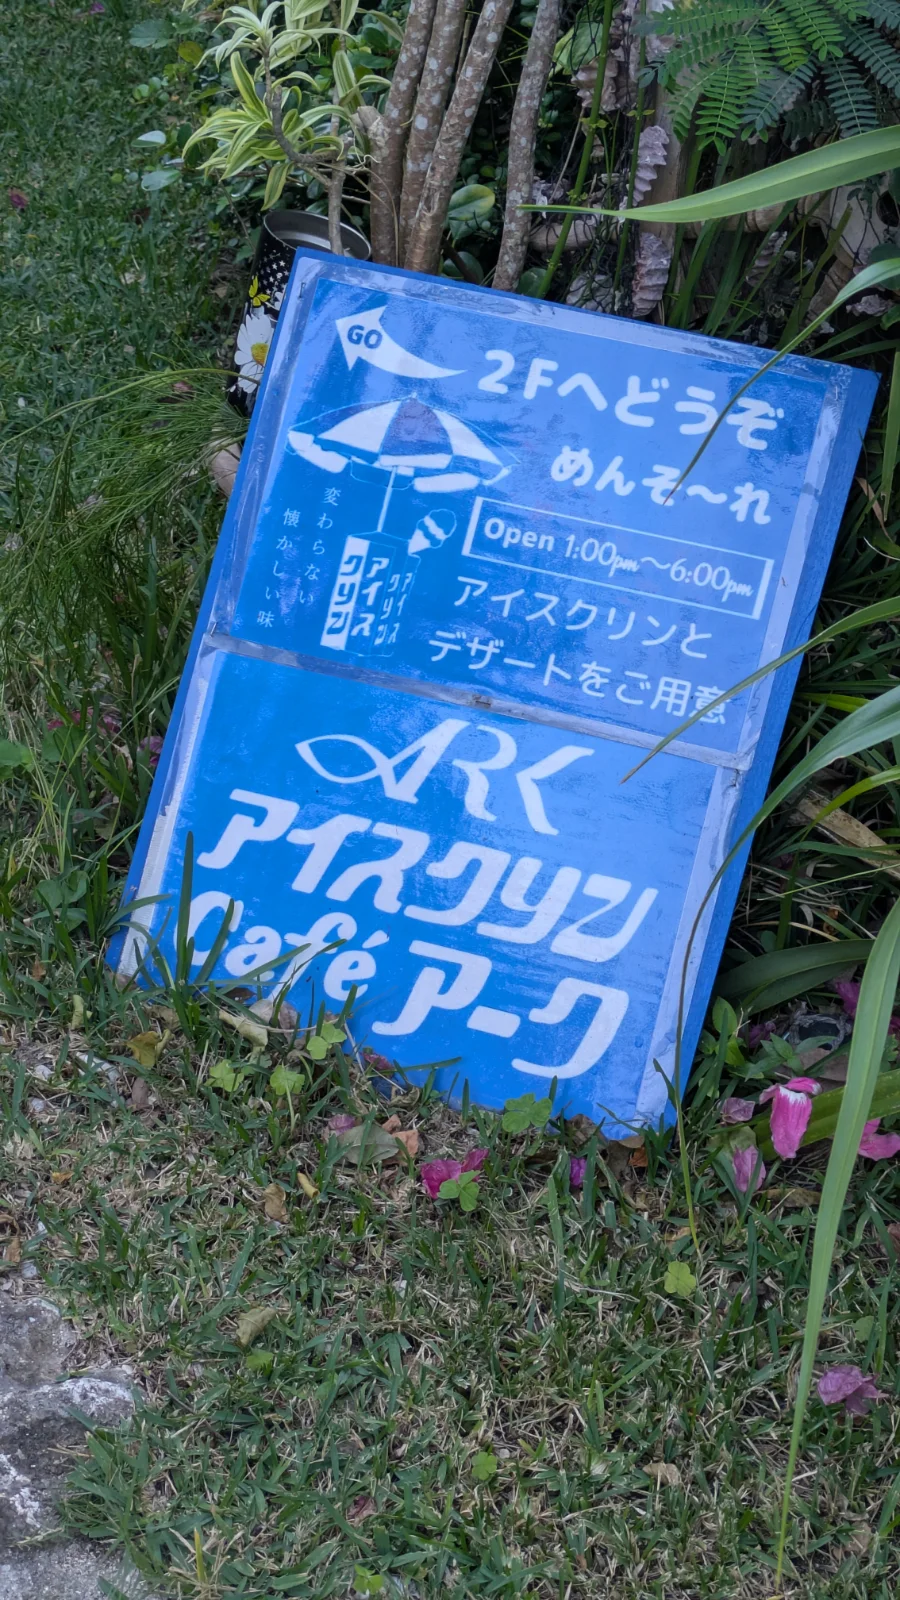 GO
2Fへどうぞ
めんそ～れ
Open 1:00pm～6:00pm
変わらない
懐かしい味
アイス
クリン
アイス
クリン
アイスクリンと
デザートをご用意
ARK
アイスクリン
Café アーク